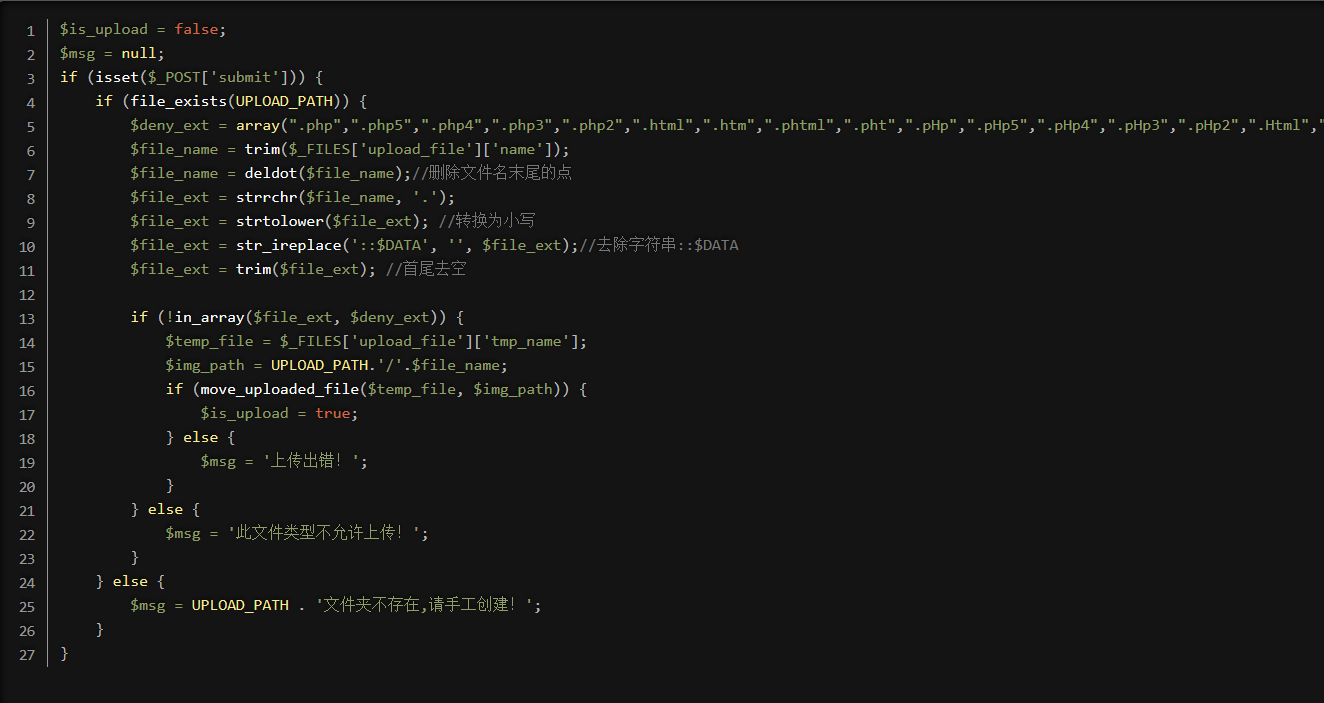 1 $is_upload = false;
2 $msg = null;
3 if (isset($_POST['submit'])) {
4     if (file_exists(UPLOAD_PATH)) {
5         $deny_ext = array(".php",".php5",".php4",".php3",".php2",".html",".htm",".phtml",".pht",".pHp",".pHp5",".pHp4",".pHp3",".pHp2",".Html","
6         $file_name = trim($_FILES['upload_file']['name']);
7         $file_name = deldot($file_name);//删除文件名末尾的点
8         $file_ext = strrchr($file_name, '.');
9         $file_ext = strtolower($file_ext); //转换为小写
10         $file_ext = str_ireplace('::$DATA', '', $file_ext);//去除字符串::$DATA
11         $file_ext = trim($file_ext); //首尾去空
12
13         if (!in_array($file_ext, $deny_ext)) {
14             $temp_file = $_FILES['upload_file']['tmp_name'];
15             $img_path = UPLOAD_PATH.'/'.$file_name;
16             if (move_uploaded_file($temp_file, $img_path)) {
17                 $is_upload = true;
18             } else {
19                 $msg = '上传出错！';
20             }
21         } else {
22             $msg = '此文件类型不允许上传！';
23         }
24     } else {
25         $msg = UPLOAD_PATH . '文件夹不存在,请手工创建！';
26     }
27 }